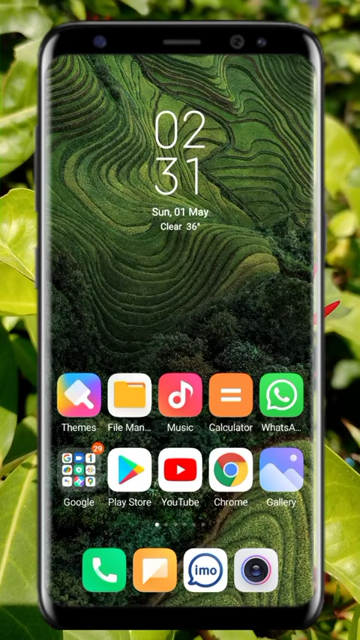 02
31
Sun, 01 May
Clear 36°
Themes File Man... Music Calculator WhatsA...
29
Google Play Store YouTube Chrome Gallery
imo